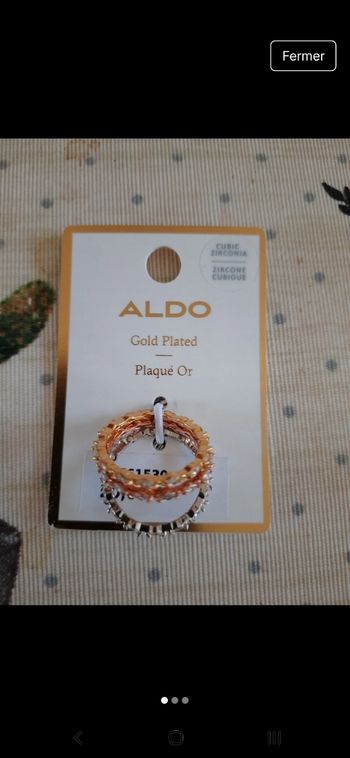 Fermer
CUBIC
ZIRCONIA
ZIRCONE
CUBIQUE
ALDO
Gold Plated
Plaqué Or